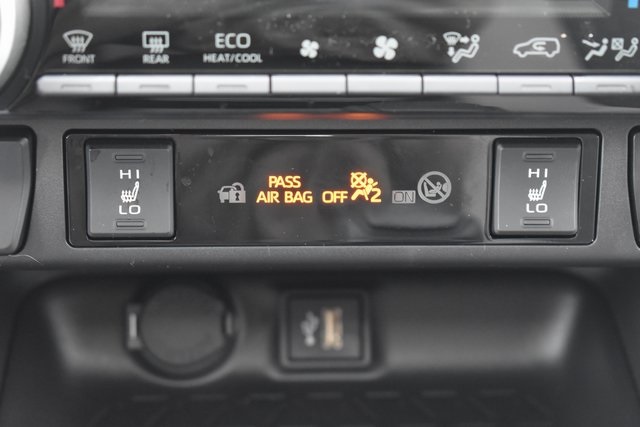 FRONT
REAR
ECO
HEAT/COOL
HI
LO
PASS
AIR BAG OFF 2 ON
HI
LO